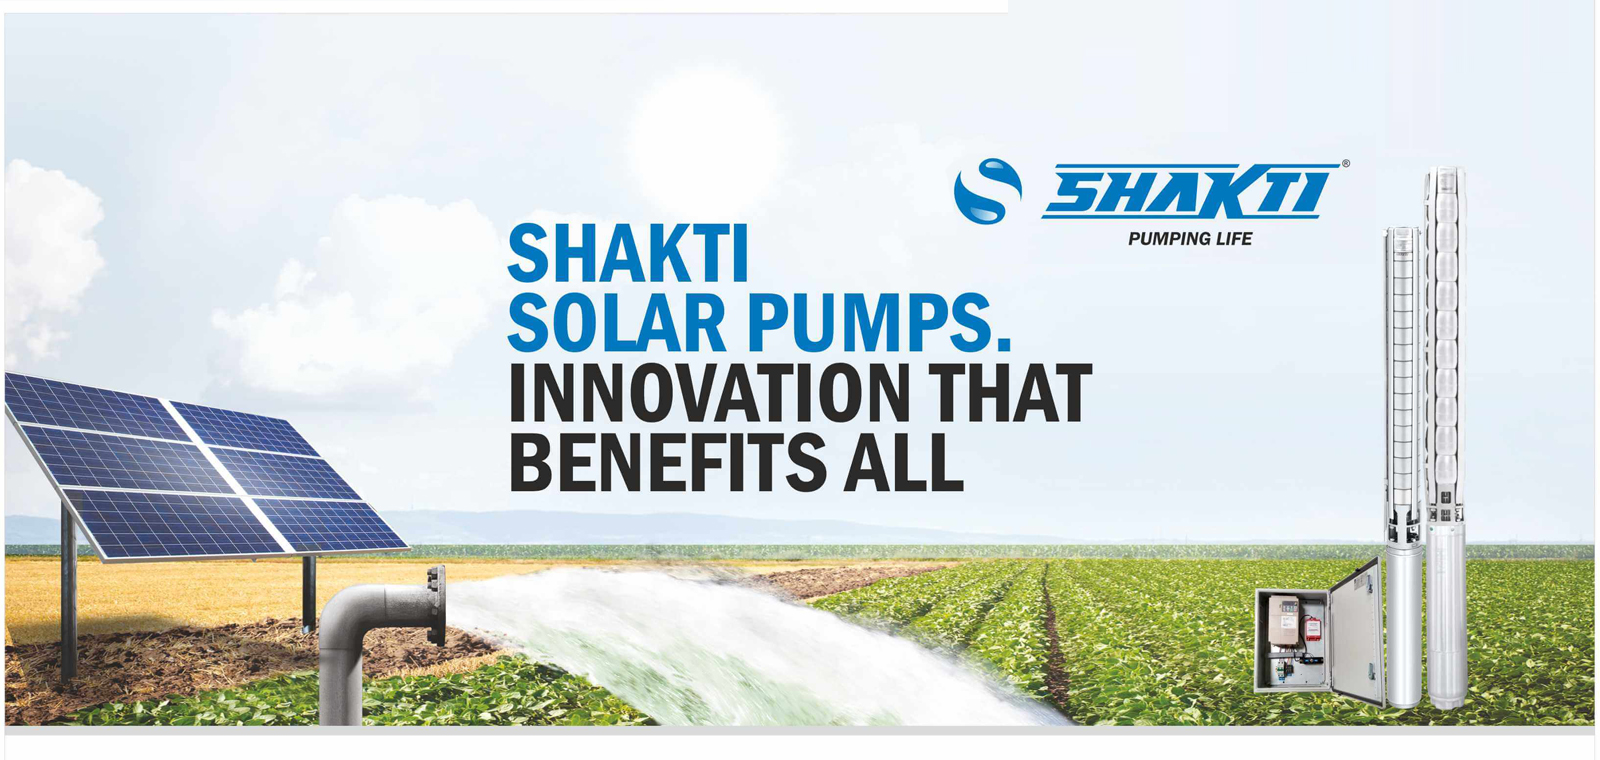 SHAKTI®
PUMPING LIFE
SHAKTI
SOLAR PUMPS.
INNOVATION THAT
BENEFITS ALL